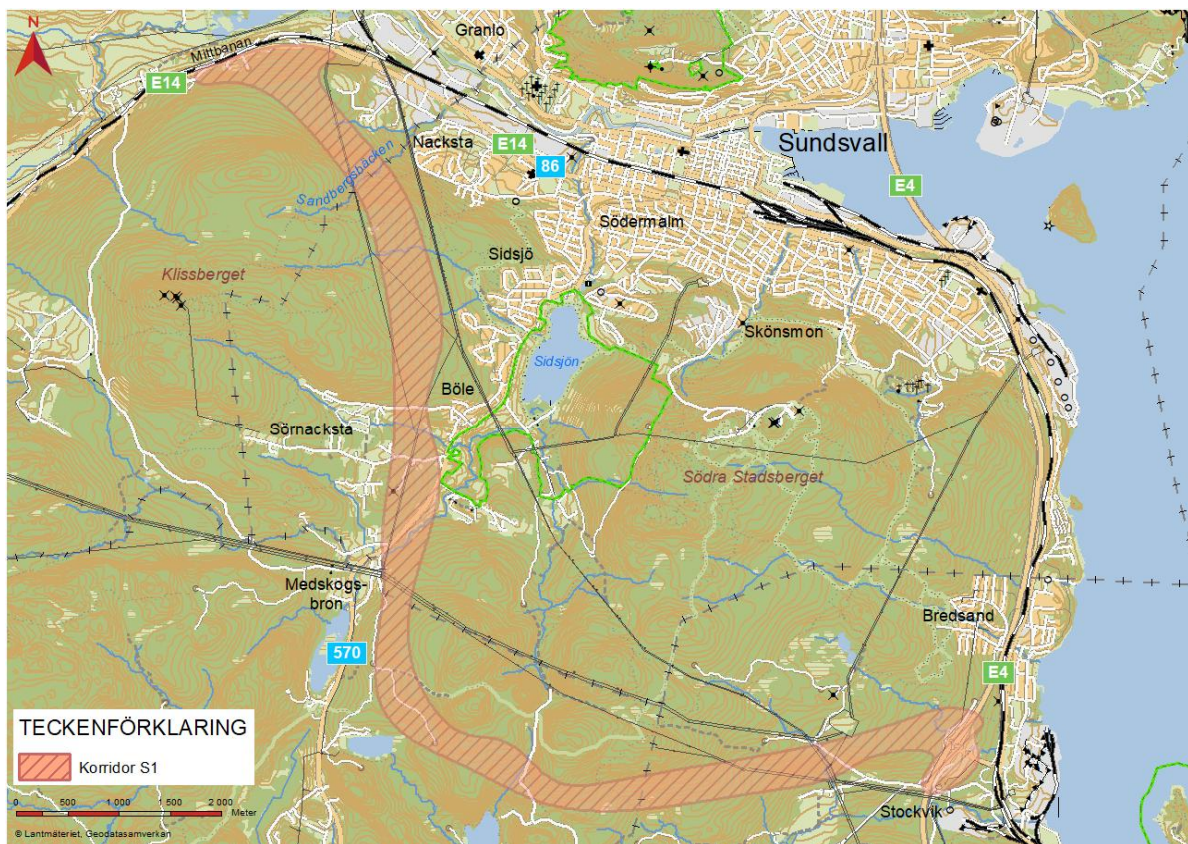 N
Granlo
Mittbanan
E14
Sundsvall
Nacksta
E14
86
E4
Sandbergsbäcken
Södermalm
Sidsjö
Klissberget
Skönsmon
Sidsjön
Böle
Sörnacksta
Södra Stadsberget
Medskogs-
bron
Bredsand
570
E4
TECKENFÖRKLARING
Korridor S1
Stockvik
0 500 1 000 1 500 2 000
Meter
© Lantmäteriet, Geodatasamverkan